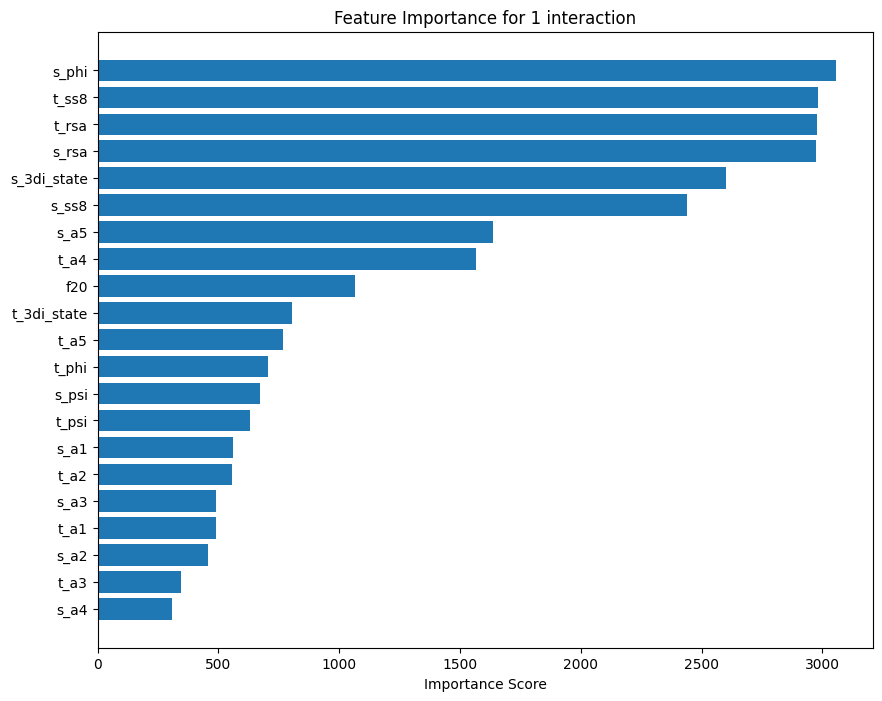 Feature Importance for 1 interaction
s_phi
t_ss8
t_rsa
s_rsa
s_3di_state
s_ss8
s_a5
t_a4
f20
t_3di_state
t_a5
t_phi
s_psi
t_psi
s_a1
t_a2
s_a3
t_a1
s_a2
t_a3
s_a4
0 500 1000 1500 2000 2500 3000
Importance Score